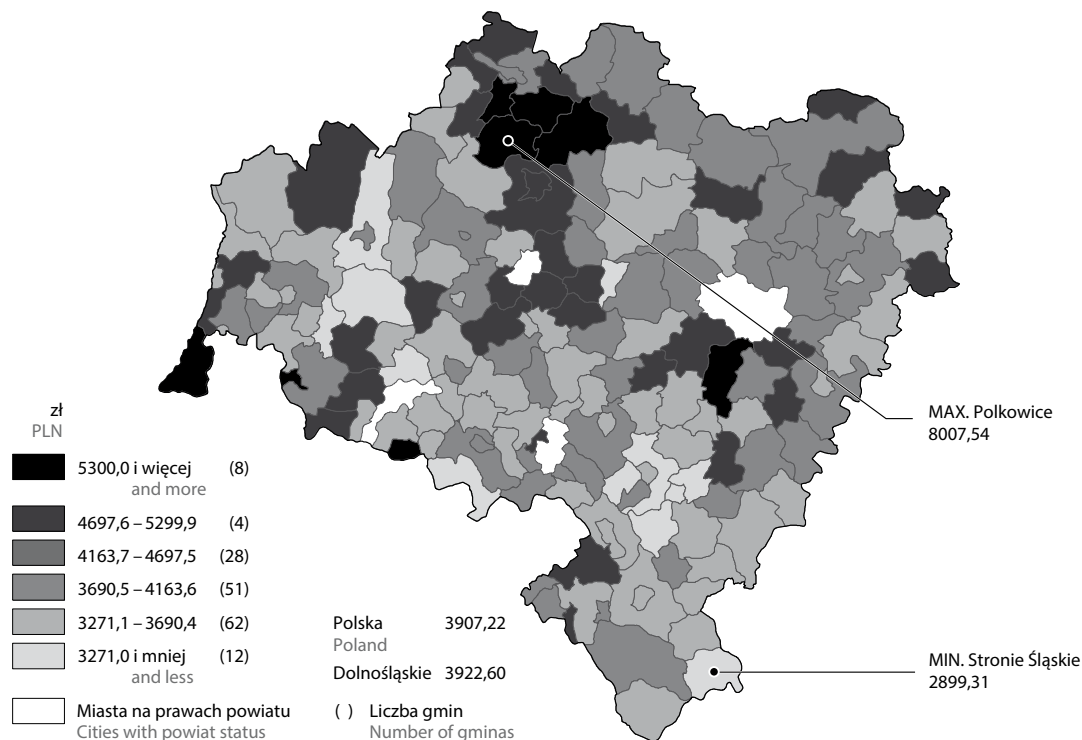 zł
PLN
5300,0 i więcej (8)
and more
4697,6 – 5299,9 (4)
4163,7 – 4697,5 (28)
3690,5 – 4163,6 (51)
3271,1 – 3690,4 (62)
3271,0 i mniej (12)
and less
Miasta na prawach powiatu
Cities with powiat status
Polska 3907,22
Poland
Dolnośląskie 3922,60
( ) Liczba gmin
Number of gminas
MAX. Polkowice
8007,54
MIN. Stronie Śląskie
2899,31